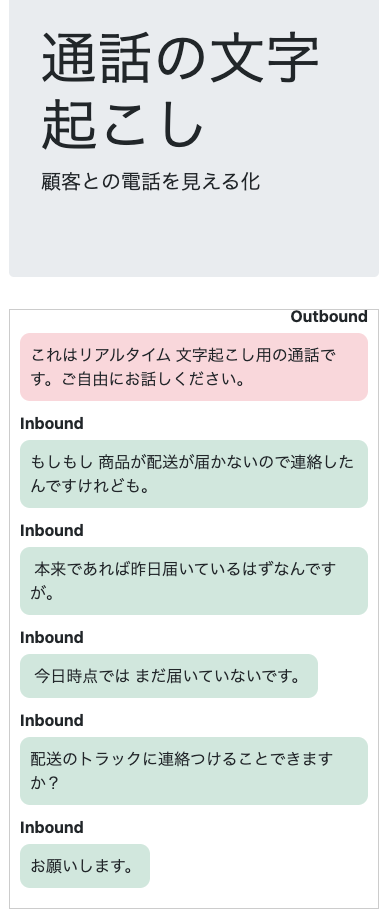 通話の文字
起こし
顧客との電話を見える化
Outbound
これはリアルタイム 文字起こし用の通話で
す。ご自由にお話しください。
Inbound
もしもし 商品が配送が届かないので連絡した
んですけれども。
Inbound
本来であれば昨日届いているはずなんです
が。
Inbound
今日時点では まだ届いていないです。
Inbound
配送のトラックに連絡つけることできます
か？
Inbound
お願いします。